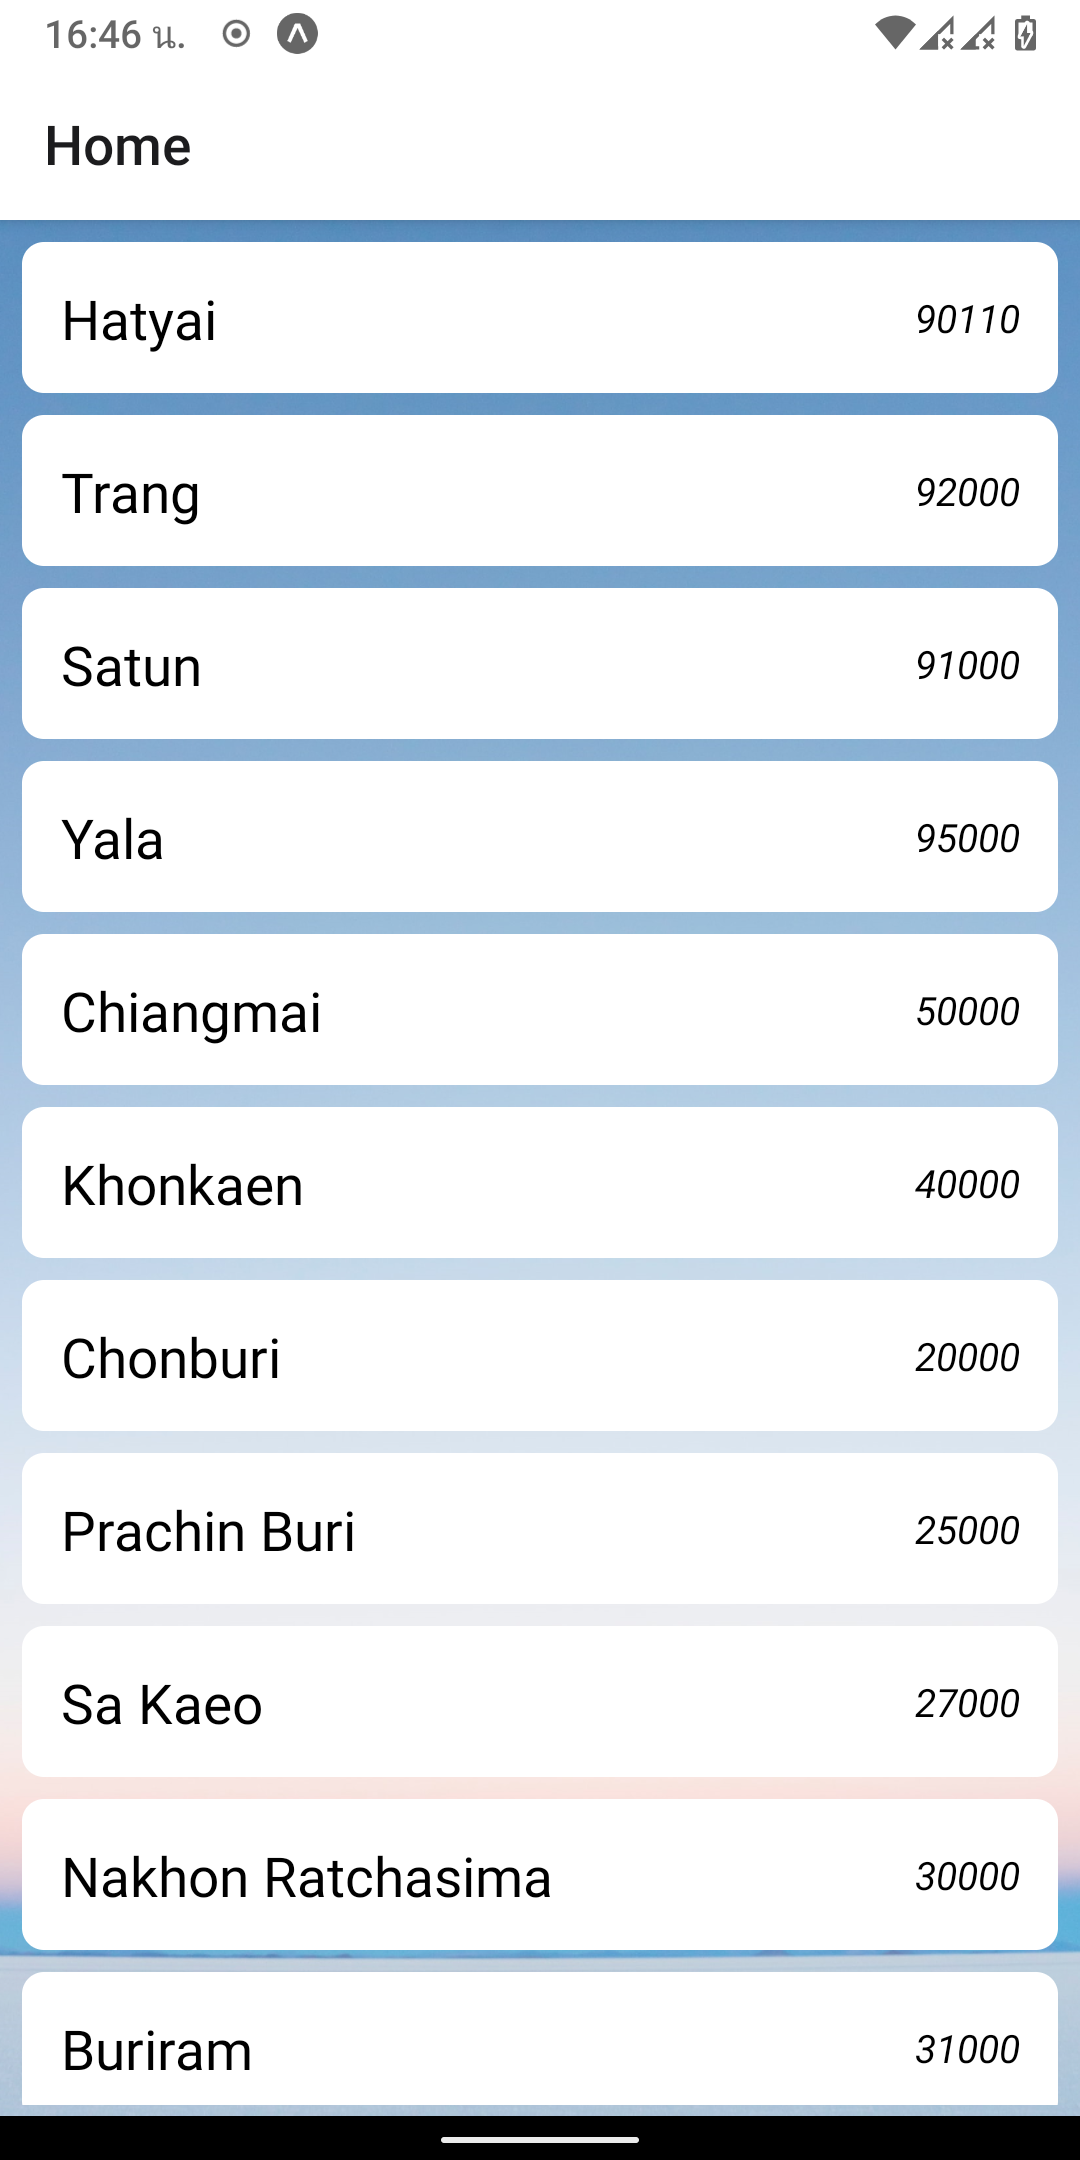 16:46 น.
Home
Hatyai 90110
Trang 92000
Satun 91000
Yala 95000
Chiangmai 50000
Khonkaen 40000
Chonburi 20000
Prachin Buri 25000
Sa Kaeo 27000
Nakhon Ratchasima 30000
Buriram 31000